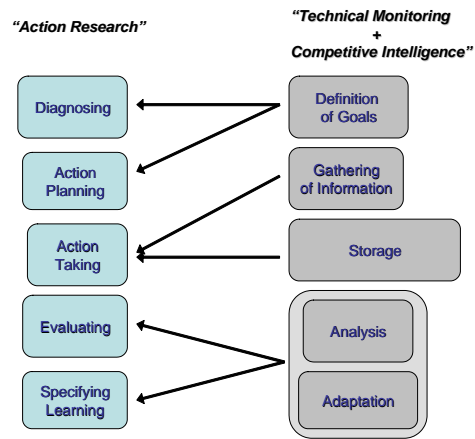 “Action Research”
“Technical Monitoring
+
Competitive Intelligence”
Diagnosing
Action
Planning
Action
Taking
Evaluating
Specifying
Learning
Definition
of Goals
Gathering
of Information
Storage
Analysis
Adaptation